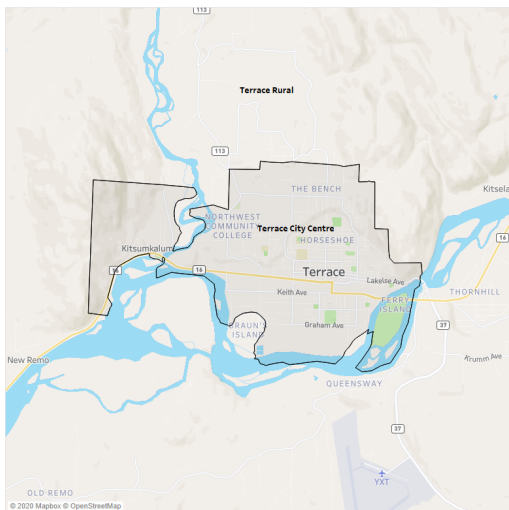 113
Terrace Rural
113
THE BENCH
Kitsela
NORTHWEST
COMMUNITY
COLLEGE
Terrace City Centre
HORSESHOE
16
Kitsumkalum
16
16
Terrace
Lakelse Ave
Keith Ave
THORNHILL
FERRY
ISLAND
BRAUN'S
ISLAND
Graham Ave
37
New Remo
Krumm Ave
QUEENSWAY
37
YXT
OLD REMO
© 2020 Mapbox © OpenStreetMap